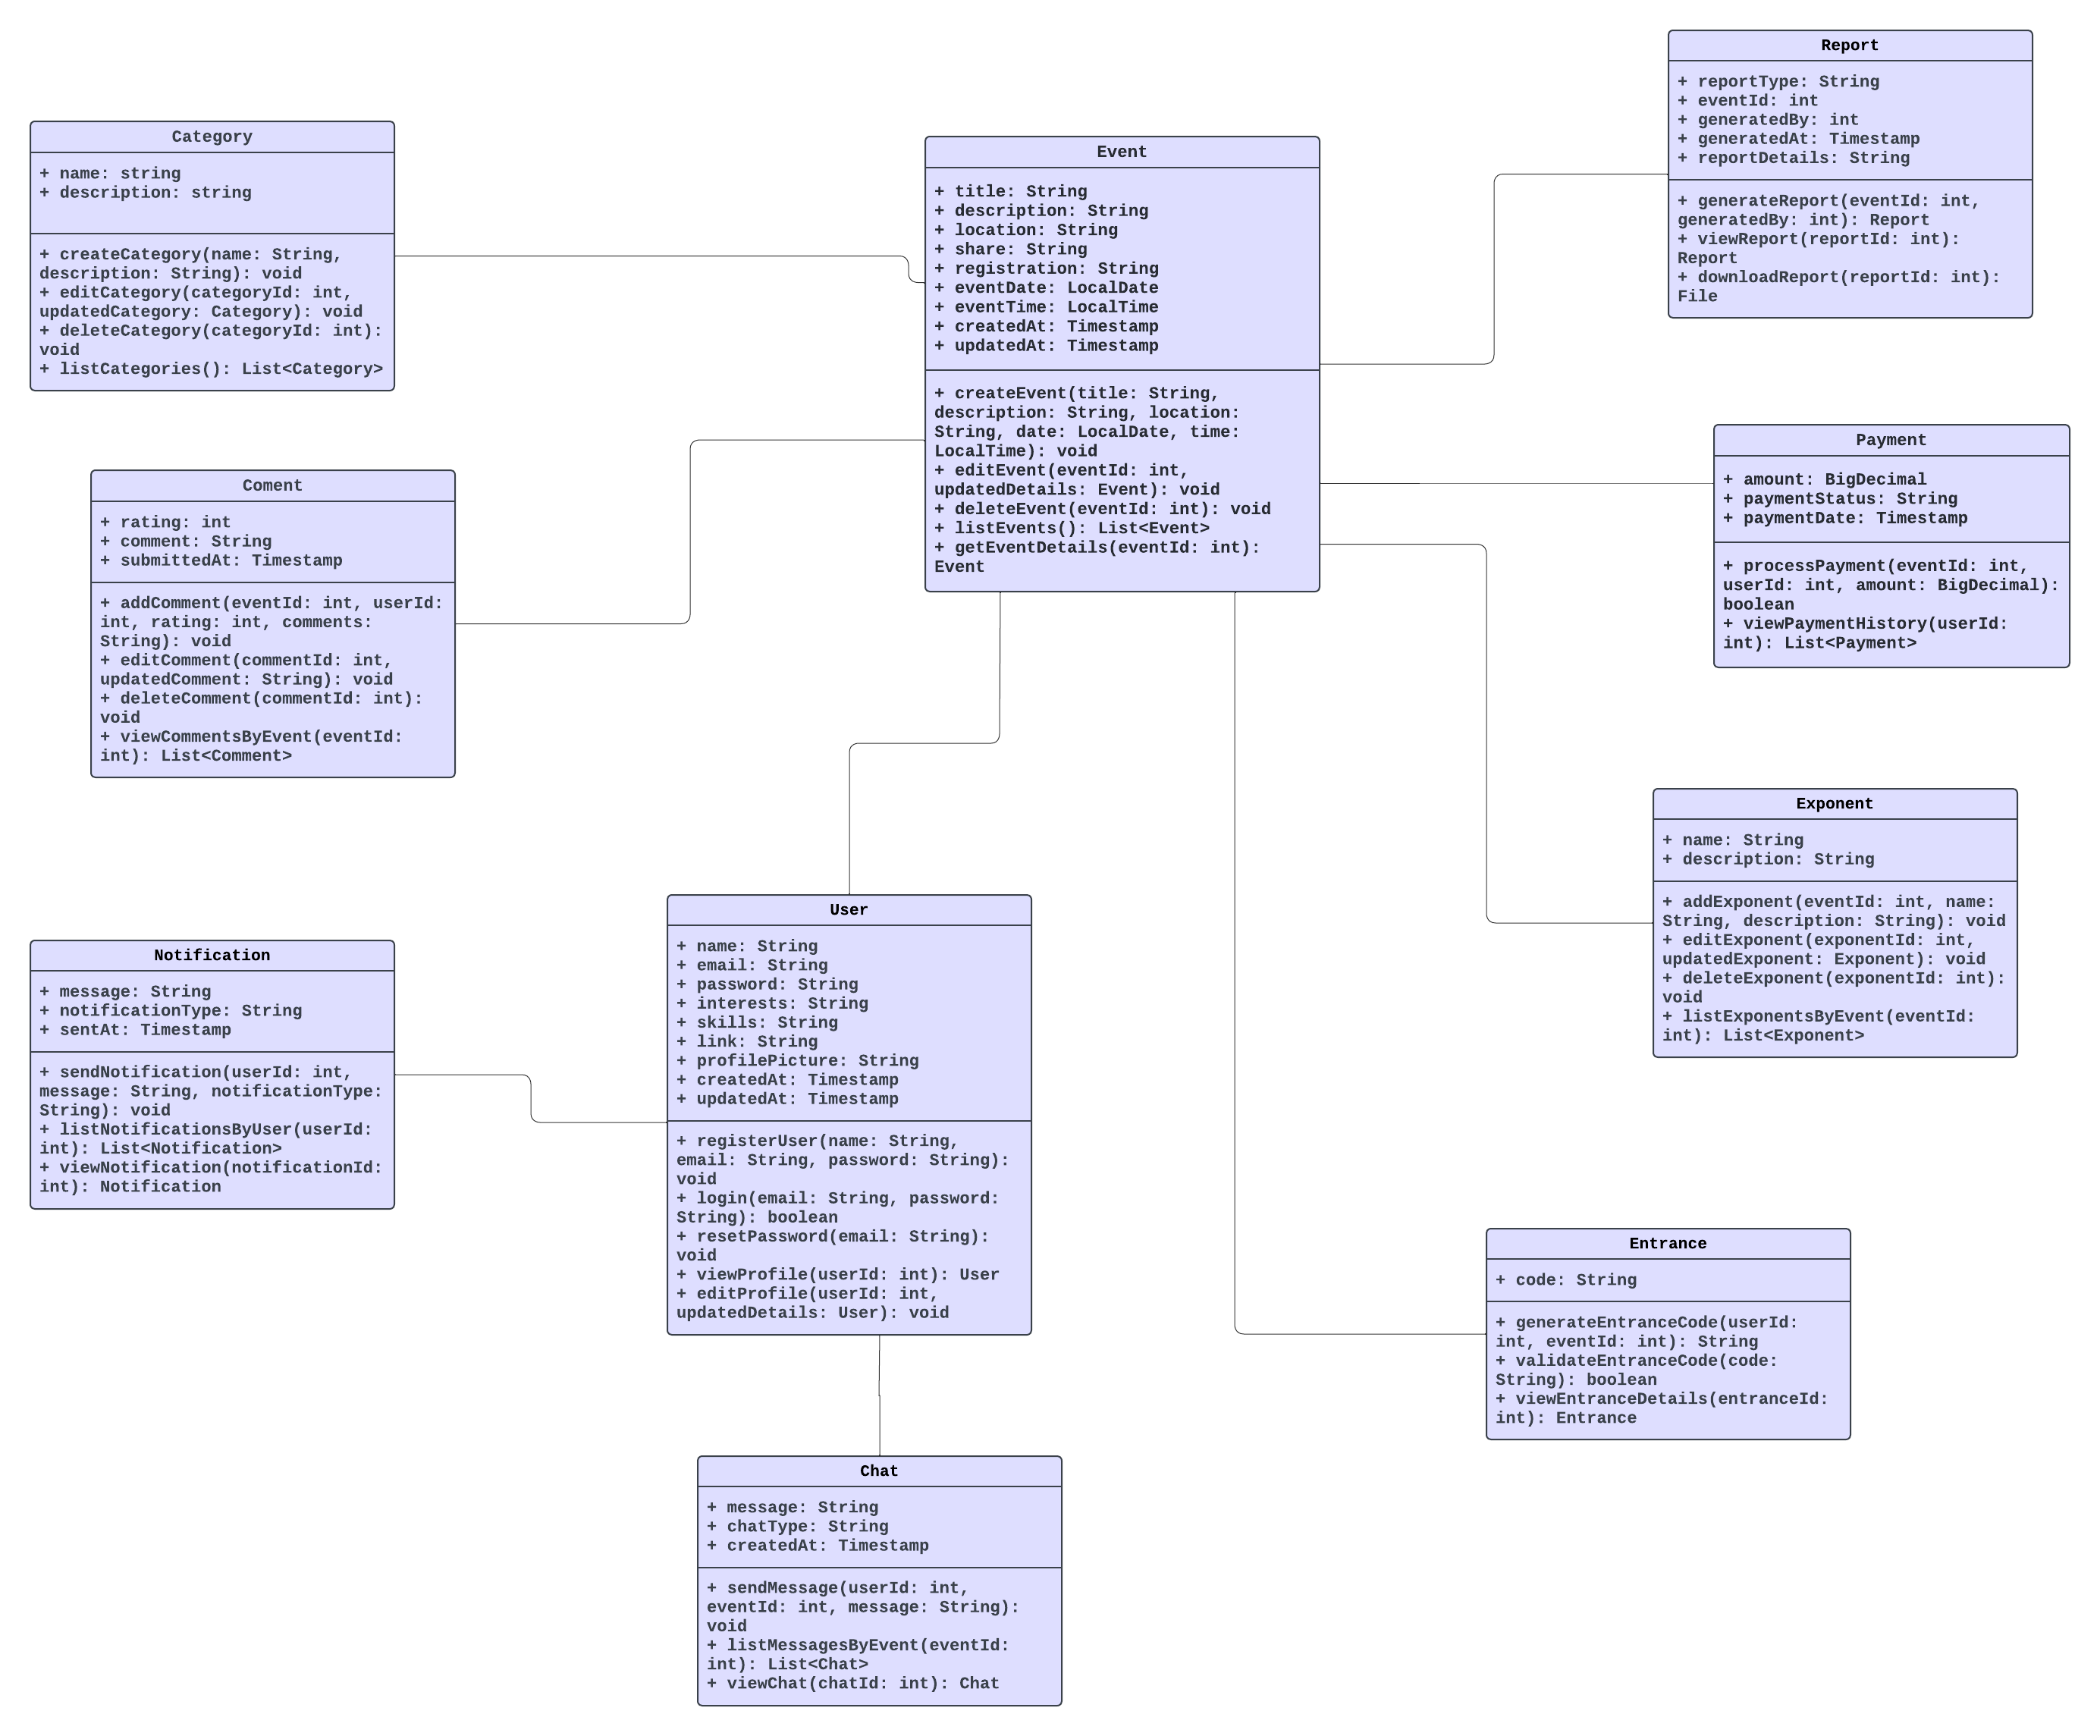 Report
+ reportType: String
+ eventId: int
+ generatedBy: int
+ generatedAt: Timestamp
+ reportDetails: String
+ generateReport(eventId: int,
generatedBy: int): Report
+ viewReport(reportId: int):
Report
+ downloadReport(reportId: int):
File
Category
+ name: string
+ description: string
+ createCategory(name: String,
description: String): void
+ editCategory(categoryId: int,
updatedCategory: Category): void
+ deleteCategory(categoryId: int):
void
+ listCategories(): List<Category>
Event
+ title: String
+ description: String
+ location: String
+ share: String
+ registration: String
+ eventDate: LocalDate
+ eventTime: LocalTime
+ createdAt: Timestamp
+ updatedAt: Timestamp
+ createEvent(title: String,
description: String, location:
String, date: LocalDate, time:
LocalTime): void
+ editEvent(eventId: int,
updatedDetails: Event): void
+ deleteEvent(eventId: int): void
+ listEvents(): List<Event>
+ getEventDetails(eventId: int):
Event
Payment
+ amount: BigDecimal
+ paymentStatus: String
+ paymentDate: Timestamp
+ processPayment(eventId: int,
userId: int, amount: BigDecimal):
boolean
+ viewPaymentHistory(userId:
int): List<Payment>
Coment
+ rating: int
+ comment: String
+ submittedAt: Timestamp
+ addComment(eventId: int, userId:
int, rating: int, comments:
String): void
+ editComment(commentId: int,
updatedComment: String): void
+ deleteComment(commentId: int):
void
+ viewCommentsByEvent(eventId:
int): List<Comment>
Exponent
+ name: String
+ description: String
+ addExponent(eventId: int, name:
String, description: String): void
+ editExponent(exponentId: int,
updatedExponent: Exponent): void
+ deleteExponent(exponentId: int):
void
+ listExponentsByEvent(eventId:
int): List<Exponent>
User
+ name: String
+ email: String
+ password: String
+ interests: String
+ skills: String
+ link: String
+ profilePicture: String
+ createdAt: Timestamp
+ updatedAt: Timestamp
+ registerUser(name: String,
email: String, password: String):
void
+ login(email: String, password:
String): boolean
+ resetPassword(email: String):
void
+ viewProfile(userId: int): User
+ editProfile(userId: int,
updatedDetails: User): void
Notification
+ message: String
+ notificationType: String
+ sentAt: Timestamp
+ sendNotification(userId: int,
message: String, notificationType:
String): void
+ listNotificationsByUser(userId:
int): List<Notification>
+ viewNotification(notificationId:
int): Notification
Entrance
+ code: String
+ generateEntranceCode(userId:
int, eventId: int): String
+ validateEntranceCode(code:
String): boolean
+ viewEntranceDetails(entranceId:
int): Entrance
Chat
+ message: String
+ chatType: String
+ createdAt: Timestamp
+ sendMessage(userId: int,
eventId: int, message: String):
void
+ listMessagesByEvent(eventId:
int): List<Chat>
+ viewChat(chatId: int): Chat